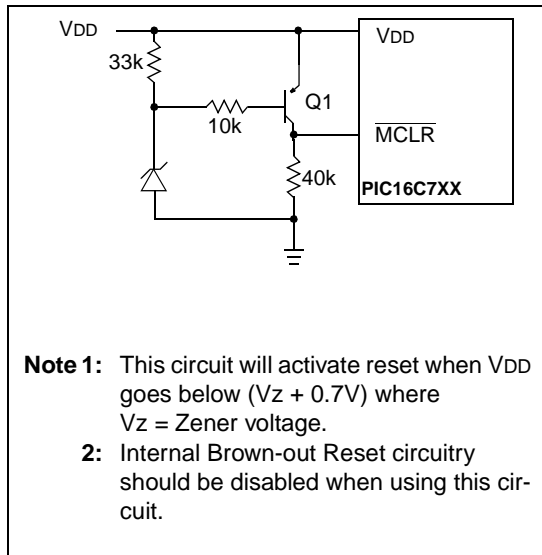 VDD
VDD
33k
Q1
10k
MCLR
40k
PIC16C7XX
Note 1: This circuit will activate reset when VDD
goes below (Vz + 0.7V) where
Vz = Zener voltage.
2: Internal Brown-out Reset circuitry
should be disabled when using this cir-
cuit.